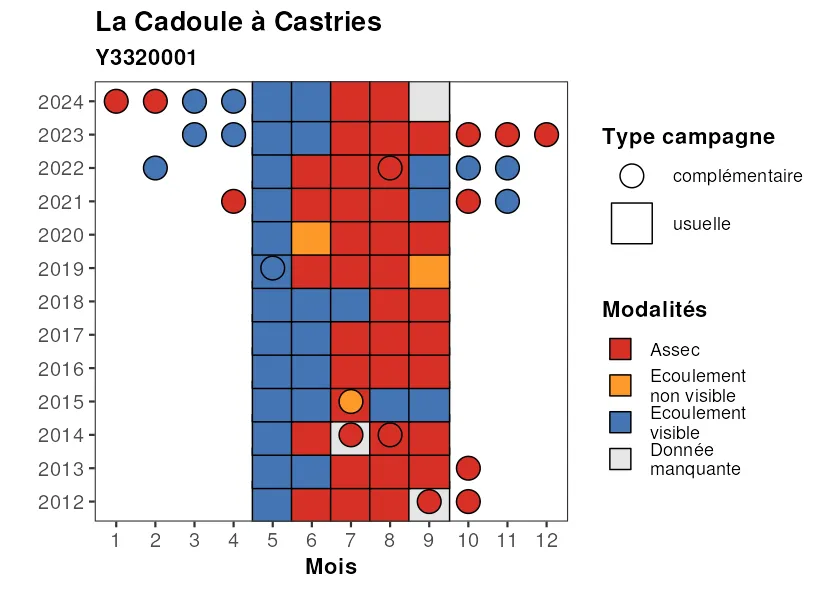 La Cadoule à Castries
Y3320001
2024
2023
2022
2021
2020
2019
2018
2017
2016
2015
2014
2013
2012
1 2 3 4 5 6 7 8 9 10 11 12
Mois
Type campagne
complémentaire
usuelle
Modalités
Assec
Ecoulement
non visible
Ecoulement
visible
Donnée
manquante